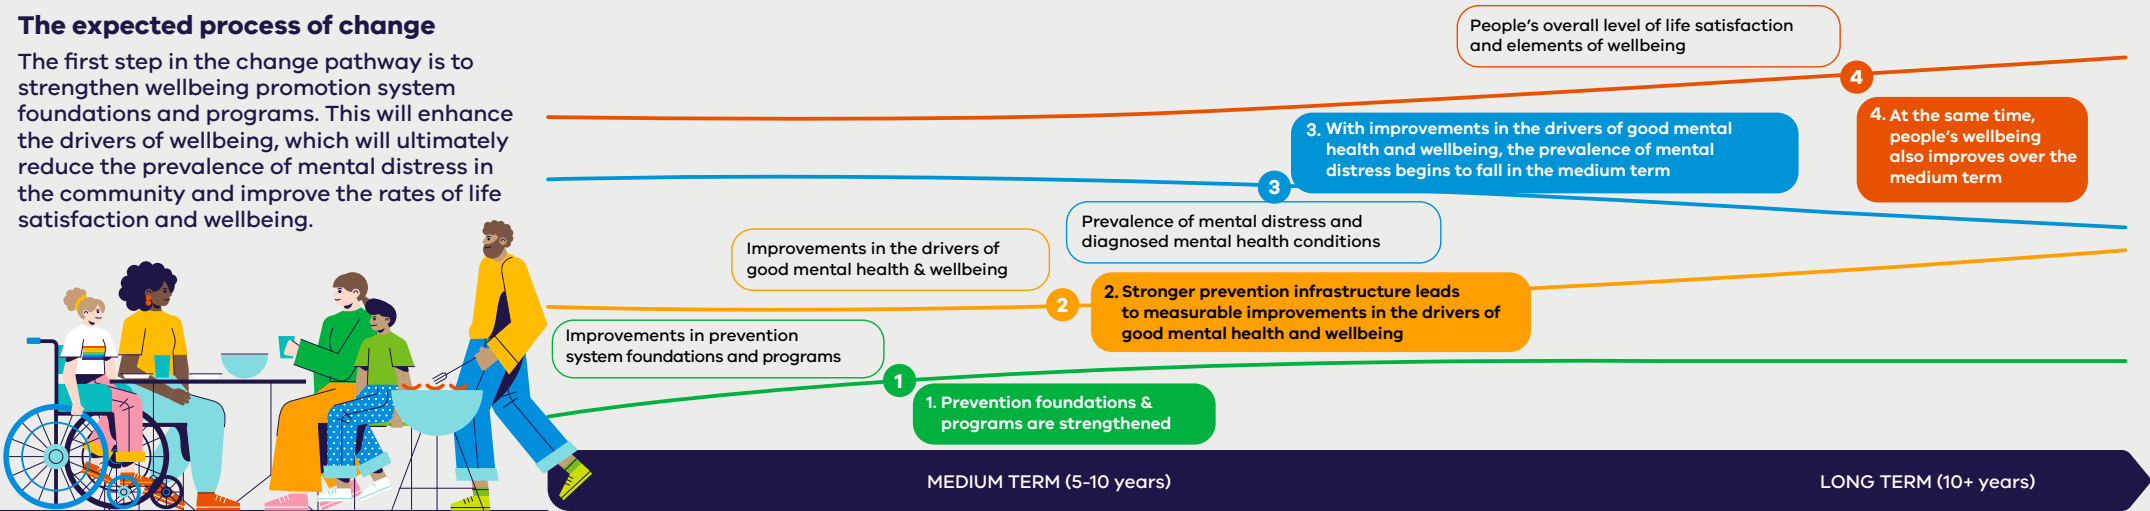 The expected process of change
The first step in the change pathway is to
strengthen wellbeing promotion system
foundations and programs. This will enhance
the drivers of wellbeing, which will ultimately
reduce the prevalence of mental distress in
the community and improve the rates of life
satisfaction and wellbeing.
People’s overall level of life satisfaction
and elements of wellbeing
4
4. At the same time,
people’s wellbeing
also improves over the
medium term
3. With improvements in the drivers of good mental
health and wellbeing, the prevalence of mental
distress begins to fall in the medium term
3
Prevalence of mental distress and
diagnosed mental health conditions
Improvements in the drivers of
good mental health & wellbeing
2
2. Stronger prevention infrastructure leads
to measurable improvements in the drivers of
good mental health and wellbeing
Improvements in prevention
system foundations and programs
1
1. Prevention foundations &
programs are strengthened
MEDIUM TERM (5-10 years)
LONG TERM (10+ years)